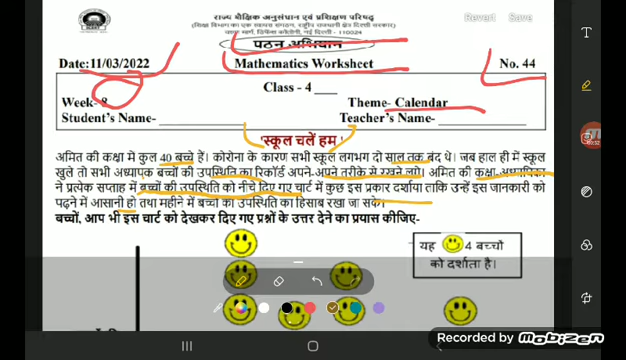 राज्य शैक्षिक अनुसंधान एवं प्रशिक्षण परिषद्
Revert Save
पठन अभियान
Date: 11/03/2022 Mathematics Worksheet No. 44
Class - 4
Week- 8 Theme- Calendar
Student's Name- Teacher's Name-
'स्कूल चलें हम'
अमित की कक्षा में कुल 40 बच्चे हैं। कोरोना के कारण सभी स्कूल लगभग दो साल तक बंद थे। जब हाल ही में स्कूल
खुले तो सभी अध्यापक बच्चों की उपस्थिति का रिकॉर्ड अपने-अपने तरीके से रखने लगे। अमित की कक्षा अध्यापिका
ने प्रत्येक सप्ताह में बच्चों की उपस्थिति को नीचे दिए गए चार्ट में कुछ इस प्रकार दर्शाया ताकि उन्हें इस जानकारी को
पढ़ने में आसानी हो तथा महीने में बच्चों की उपस्थिति का हिसाब रखा जा सके।
बच्चों, आप भी इस चार्ट को देखकर दिए गए प्रश्नों के उत्तर देने का प्रयास कीजिए-
यह 4 बच्चों
को दर्शाता है।
Recorded by MOBIZEN